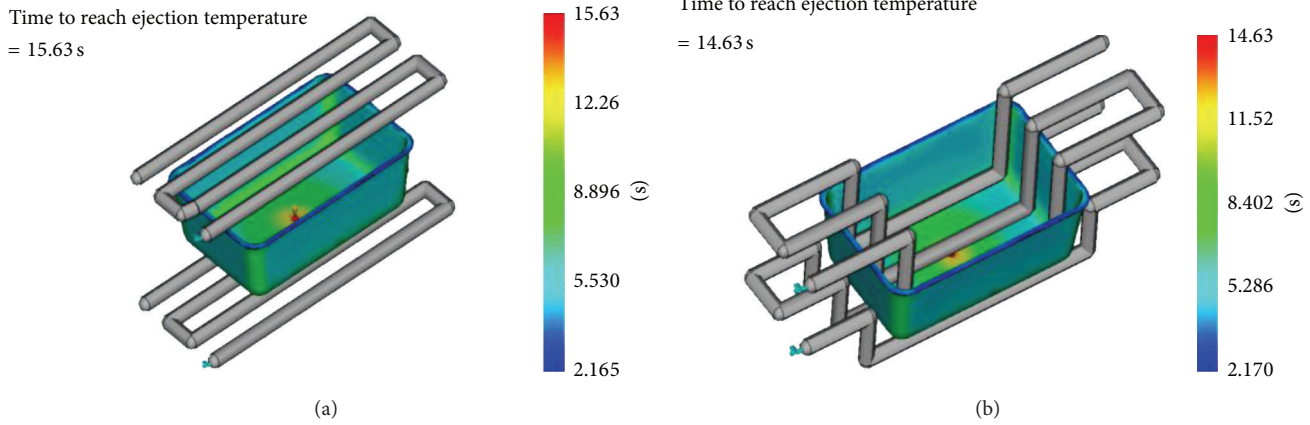 Time to reach ejection temperature
= 15.63 s
15.63
12.26
8.896
5.530
2.165
(s)
(a)
Time to reach ejection temperature
= 14.63 s
14.63
11.52
8.402
5.286
2.170
(s)
(b)